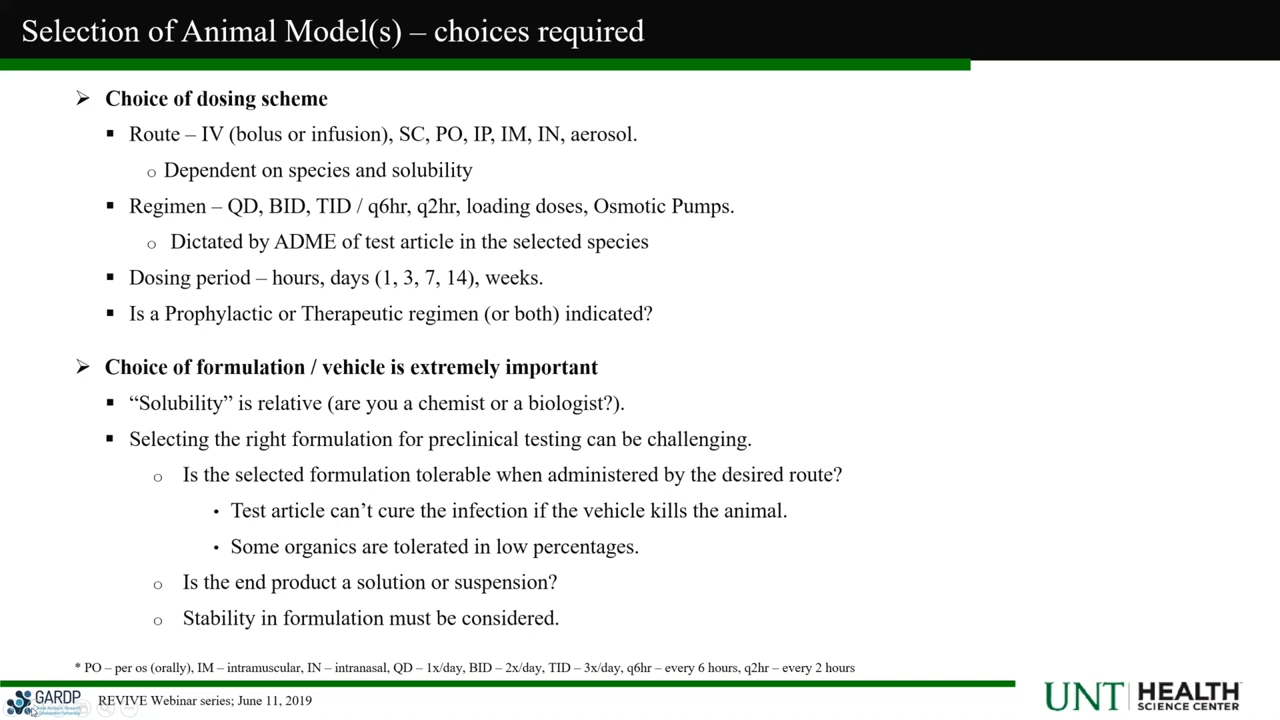 Selection of Animal Model(s) – choices required
➢ Choice of dosing scheme
▪ Route – IV (bolus or infusion), SC, PO, IP, IM, IN, aerosol.
o Dependent on species and solubility
▪ Regimen – QD, BID, TID / q6hr, q2hr, loading doses, Osmotic Pumps.
o Dictated by ADME of test article in the selected species
▪ Dosing period – hours, days (1, 3, 7, 14), weeks.
▪ Is a Prophylactic or Therapeutic regimen (or both) indicated?
➢ Choice of formulation / vehicle is extremely important
▪ “Solubility” is relative (are you a chemist or a biologist?).
▪ Selecting the right formulation for preclinical testing can be challenging.
o Is the selected formulation tolerable when administered by the desired route?
• Test article can’t cure the infection if the vehicle kills the animal.
• Some organics are tolerated in low percentages.
o Is the end product a solution or suspension?
o Stability in formulation must be considered.
* PO – per os (orally), IM – intramuscular, IN – intranasal, QD – 1x/day, BID – 2x/day, TID – 3x/day, q6hr – every 6 hours, q2hr – every 2 hours
GARDP
REVIVE Webinar series; June 11, 2019
UNT HEALTH
SCIENCE CENTER